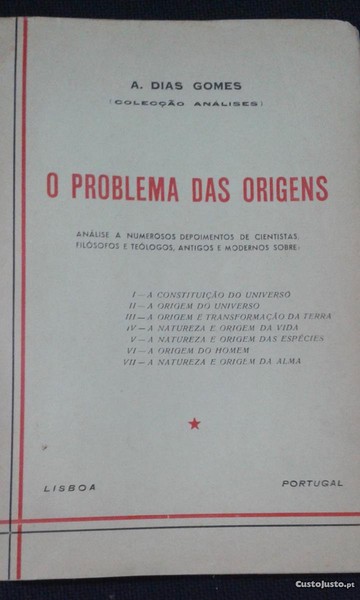 A. DIAS GOMES
(COLECÇÃO ANÁLISES)
O PROBLEMA DAS ORIGENS
ANÁLISE A NUMEROSOS DEPOIMENTOS DE CIENTISTAS,
FILÓSOFOS E TEÓLOGOS, ANTIGOS E MODERNOS SOBRE:
I — A CONSTITUIÇÃO DO UNIVERSO
II — A ORIGEM DO UNIVERSO
III — A ORIGEM E TRANSFORMAÇÃO DA TERRA
IV — A NATUREZA E ORIGEM DA VIDA
V — A NATUREZA E ORIGEM DAS ESPÉCIES
VI — A ORIGEM DO HOMEM
VII — A NATUREZA E ORIGEM DA ALMA
LISBOA PORTUGAL
© CustoJusto.pt